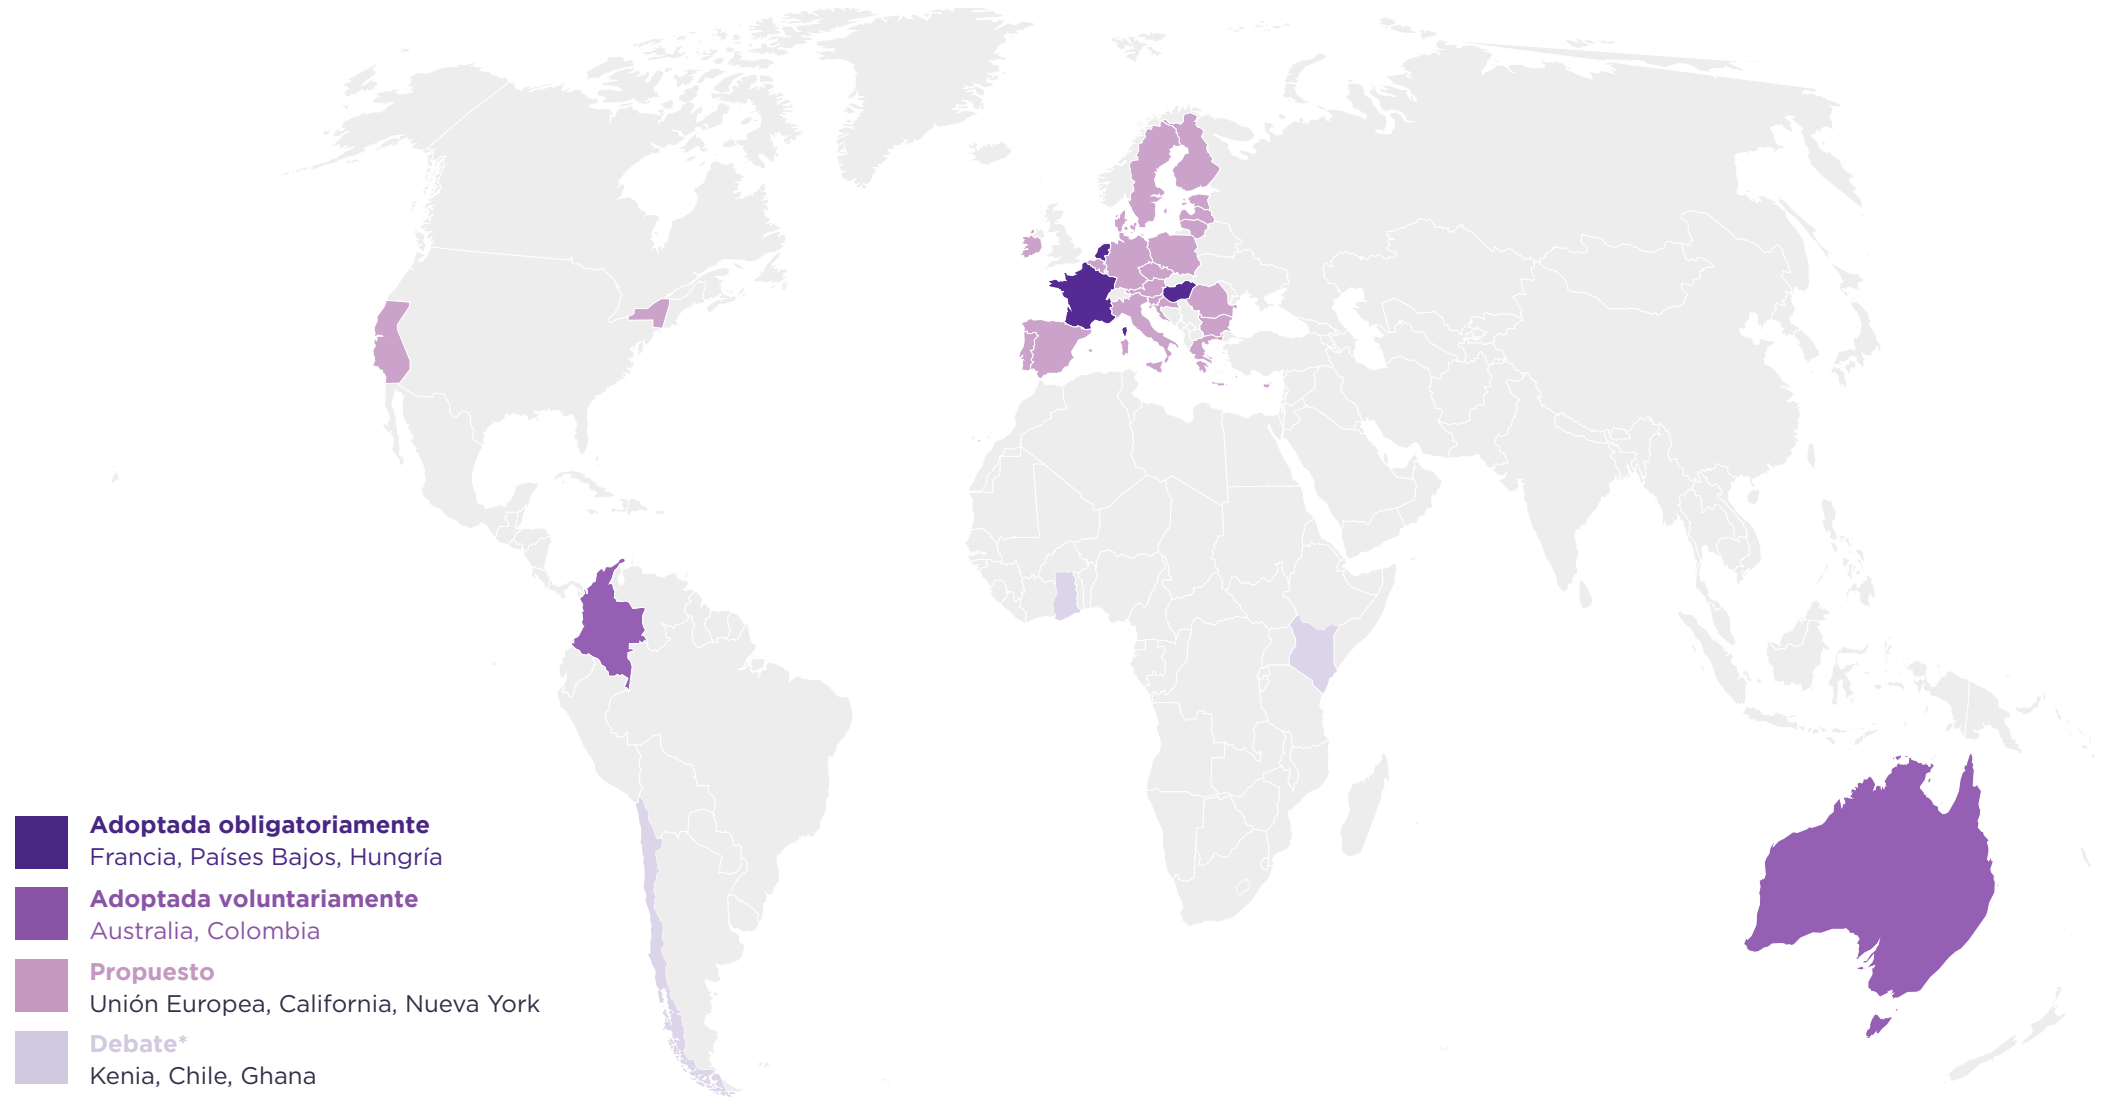 Adoptada obligatoriamente
Francia, Países Bajos, Hungría
Adoptada voluntariamente
Australia, Colombia
Propuesto
Unión Europea, California, Nueva York
Debate*
Kenia, Chile, Ghana